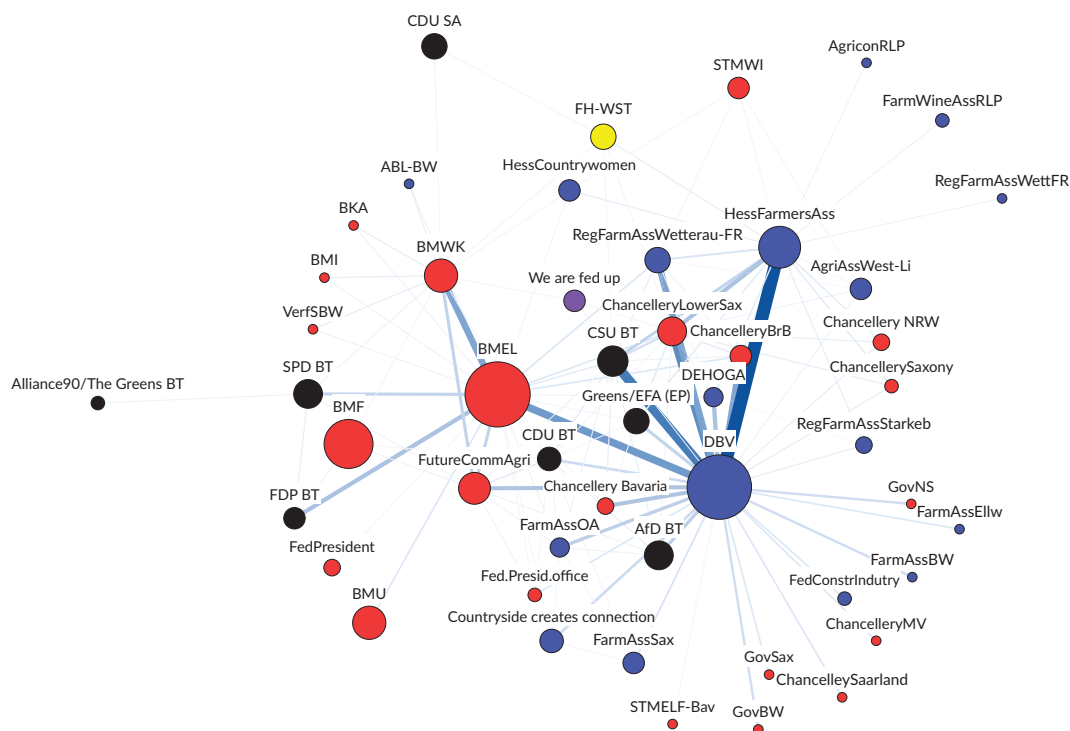 CDU SA
AgriconRLP
STMWI
FarmWineAssRLP
FH-WST
HessCountrywomen
ABL-BW
RegFarmAssWettFR
BKA
HessFarmersAss
RegFarmAssWetterau-FR
BMWK
BMI
We are fed up
AgriAssWest-Li
ChancelleryLowerSax
VerfSBW
Chancellery NRW
CSU BT
ChancelleryBrB
BMEL
SPD BT
ChancellerySaxony
DEHOGA
Alliance90/The Greens BT
Greens/EFA (EP)
BMF
RegFarmAssStarkeb
CDU BT
DBV
FutureCommAgri
Chancellery Bavaria
GovNS
FDP BT
FarmAssEllw
FarmAssOA
AfD BT
FedPresident
FarmAssBW
Fed.Presid.office
FedConstrIndutry
BMU
Countryside creates connection
ChancelleryMV
FarmAssSax
GovSax
ChancelleySaarland
STMELF-Bav
GovBW